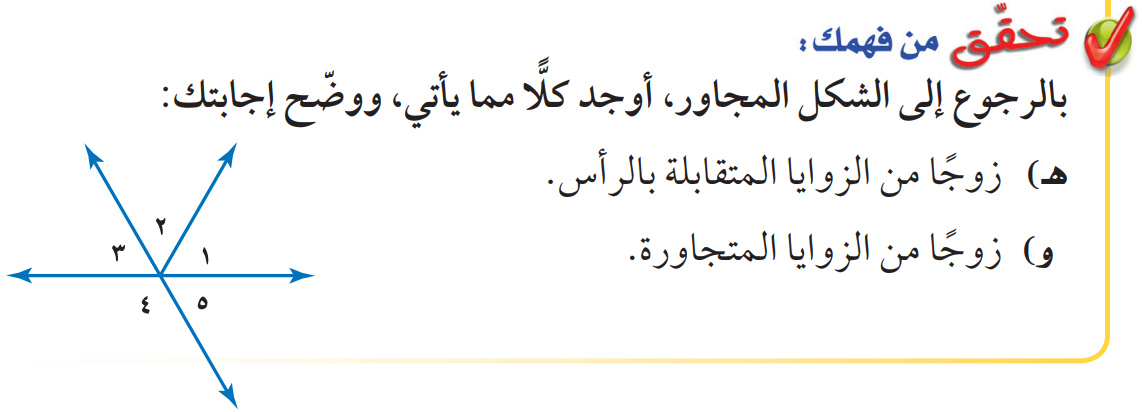 تحقّق من فهمك:
بالرجوع إلى الشكل المجاور، أوجد كلًّا مما يأتي، ووضّح إجابتك:
هـ) زوجًا من الزوايا المتقابلة بالرأس.
و) زوجًا من الزوايا المتجاورة.
٢
٣ ١
٤ ٥